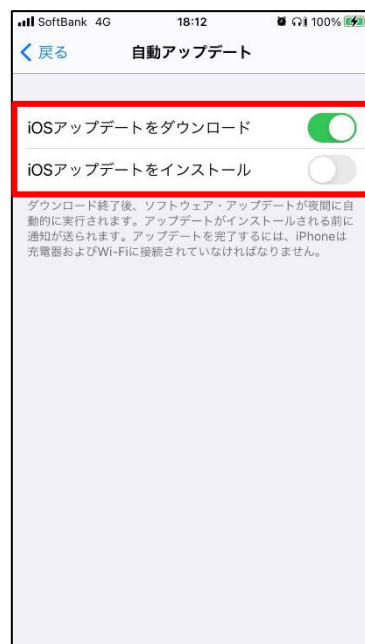 SoftBank 4G 18:12 100%
戻る 自動アップデート
iOSアップデートをダウンロード
iOSアップデートをインストール
ダウンロード終了後、ソフトウェア・アップデートが夜間に自
動的に実行されます。アップデートがインストールされる前に
通知が送られます。アップデートを完了するには、iPhoneは
充電器およびWi-Fiに接続されていなければなりません。